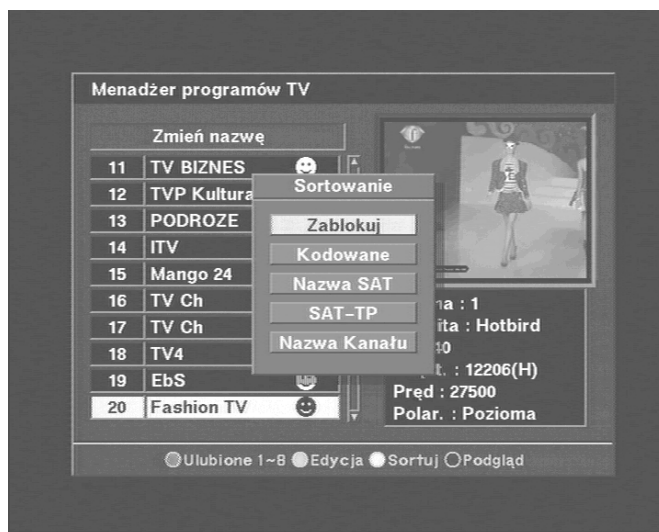 Menadżer programów TV
Zmień nazwę
11 TV BIZNES
12 TVP Kultura
13 PODROZE
14 ITV
15 Mango 24
16 TV Ch
17 TV Ch
18 TV4
19 EbS
20 Fashion TV
Sortowanie
Zablokuj
Kodowane
Nazwa SAT
SAT-TP
Nazwa Kanału
: 1
: Hotbird
: 12206(H)
Pręd : 27500
Polar. : Pozioma
Ulubione 1~8 Edycja Sortuj Podgląd